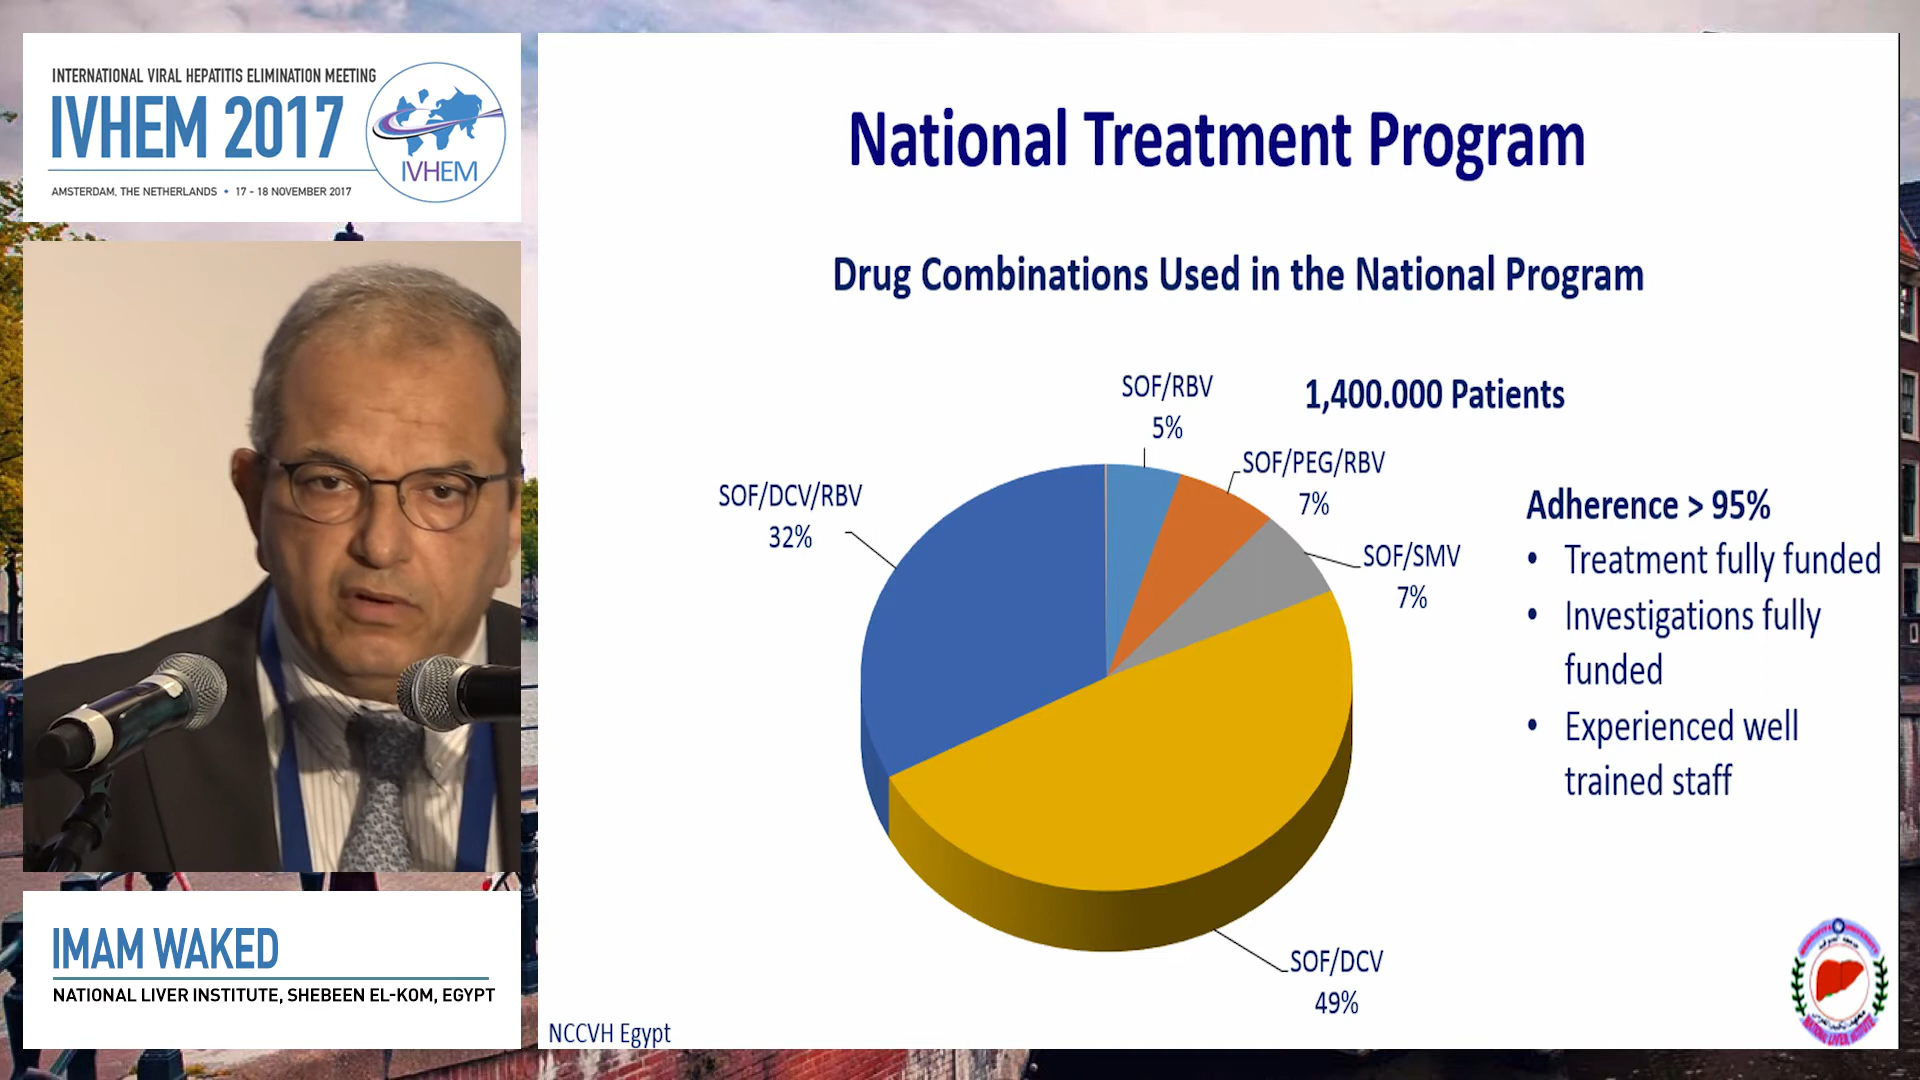 INTERNATIONAL VIRAL HEPATITIS ELIMINATION MEETING
IVHEM 2017
IVHEM
AMSTERDAM, THE NETHERLANDS • 17 - 18 NOVEMBER 2017
National Treatment Program
Drug Combinations Used in the National Program
1,400.000 Patients
SOF/RBV
5%
SOF/PEG/RBV
7%
SOF/SMV
7%
SOF/DCV/RBV
32%
SOF/DCV
49%
Adherence > 95%
• Treatment fully funded
• Investigations fully
funded
• Experienced well
trained staff
NCCVH Egypt
IMAM WAKED
NATIONAL LIVER INSTITUTE, SHEBEEN EL-KOM, EGYPT
NATIONAL LIVER INSTITUTE